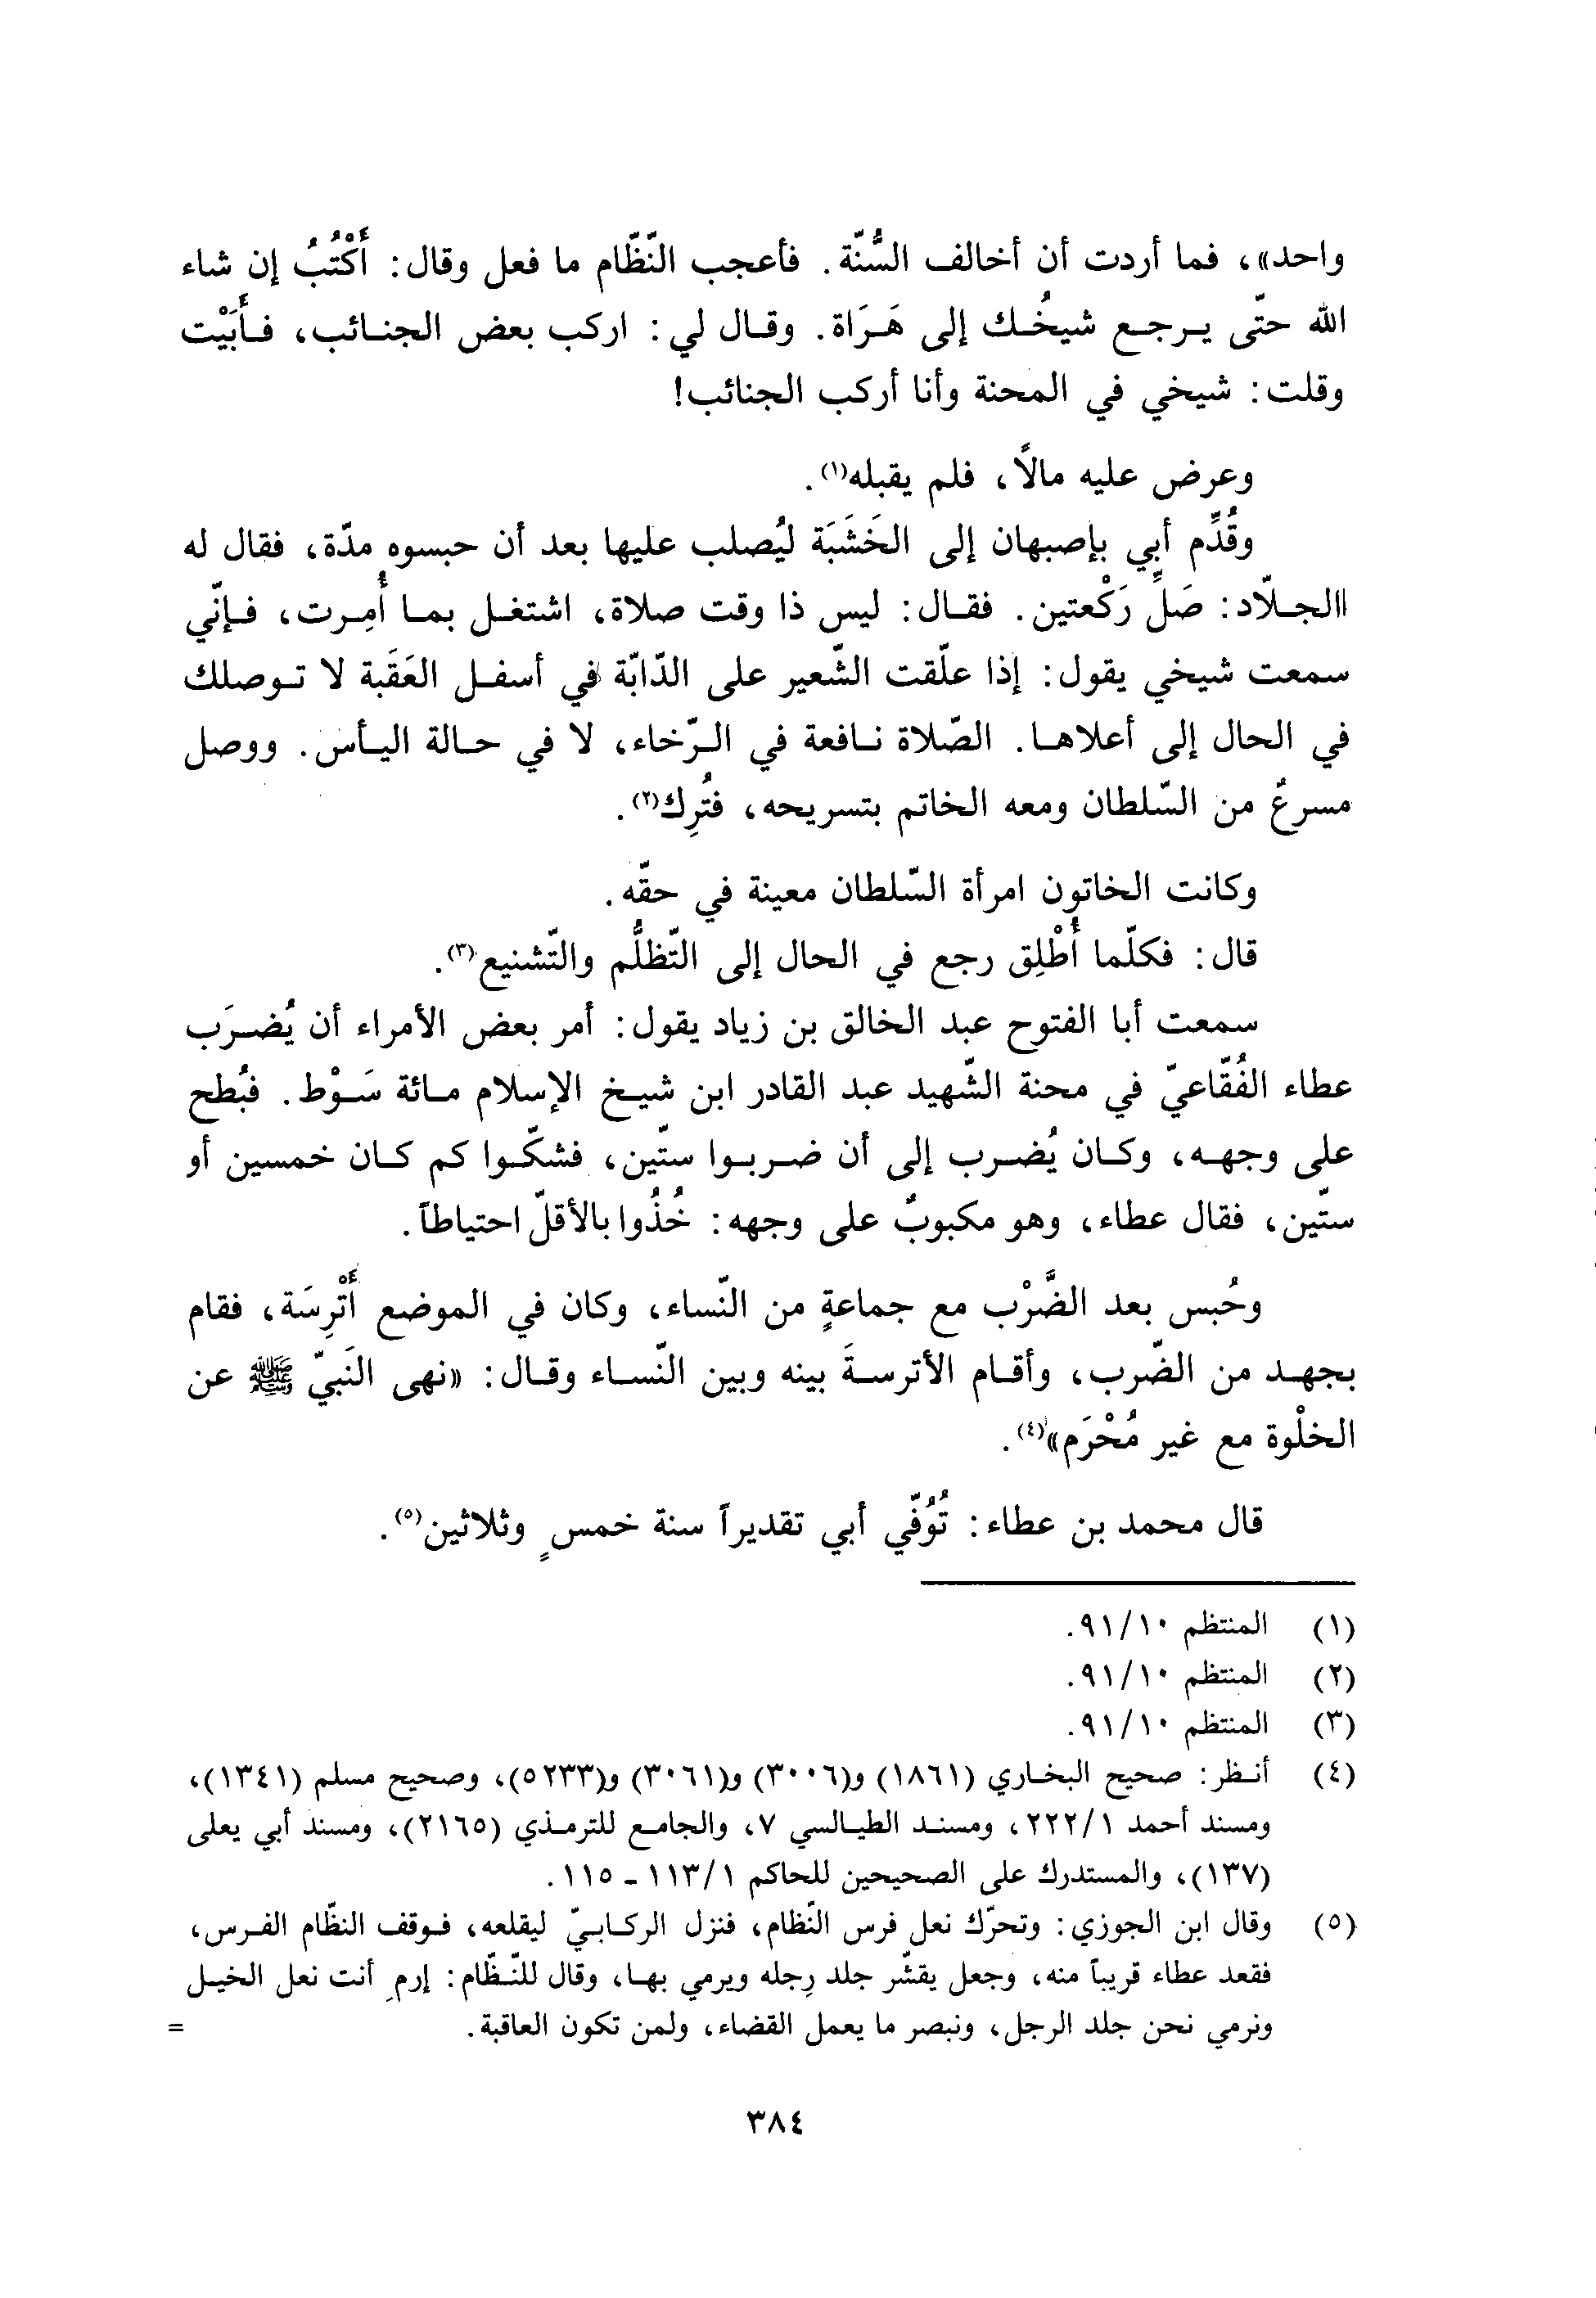 واحد»، فما أردت أن أخالف السُّنّة. فأعجب النّظّام ما فعل وقال: أَكْتُبُ إن شاء
الله حتّى يرجع شيخُك إلى هَرَاة. وقال لي: اركب بعض الجنائب، فأَبَيْت
وقلت: شيخي في المحنة وأنا أركب الجنائب!
وعرض عليه مالاً، فلم يقبله(١).
وقُدِّم أبي بإصبهان إلى الخَشَبَة ليُصلب عليها بعد أن حبسوه مدّة، فقال له
االجلّاد: صَلِّ رَكْعتين. فقال: ليس ذا وقت صلاة، اشتغل بما أُمِرت، فإنّي
سمعت شيخي يقول: إذا علّقت الشّعير على الدّابّة في أسفل العَقَبة لا توصلك
في الحال إلى أعلاها. الصّلاة نافعة في الرّخاء، لا في حالة اليأس. ووصل
مسرعٌ من السّلطان ومعه الخاتم بتسريحه، فتُرِك(٢).
وكانت الخاتون امرأة السّلطان معينة في حقّه.
قال: فكلّما أُطْلِق رجع في الحال إلى التّظلُّم والتّشنيع(٣).
سمعت أبا الفتوح عبد الخالق بن زياد يقول: أمر بعض الأمراء أن يُضرَب
عطاء الفُقّاعيّ في محنة الشّهيد عبد القادر ابن شيخ الإسلام مائة سَوْط. فبُطح
على وجهه، وكان يُضرب إلى أن ضربوا ستّين، فشكّوا كم كان خمسين أو
ستّين، فقال عطاء، وهو مكبوبٌ على وجهه: خُذُوا بالأقلّ احتياطاً.
وحُبس بعد الضَّرْب مع جماعةٍ من النّساء، وكان في الموضع أَتْرِسَة، فقام
بجهد من الضّرب، وأقام الأترسةَ بينه وبين النّساء وقال: «نهى النَبيّ ﷺ عن
الخلْوة مع غير مُحْرَم»(٤).
قال محمد بن عطاء: تُوُفّي أبي تقديراً سنة خمسٍ وثلاثين(٥).
(١) المنتظم ٩١/١٠.
(٢) المنتظم ٩١/١٠.
(٣) المنتظم ٩١/١٠.
(٤) أنظر: صحيح البخاري (١٨٦١) و(٣٠٠٦) و(٣٠٦١) و(٥٢٣٣)، وصحيح مسلم (١٣٤١)،
ومسند أحمد ٢٢٢/١، ومسند الطيالسي ٧، والجامع للترمذي (٢١٦٥)، ومسند أبي يعلى
(١٣٧)، والمستدرك على الصحيحين للحاكم ١١٣/١ - ١١٥.
(٥) وقال ابن الجوزي: وتحرّك نعل فرس النّظام، فنزل الركابيّ ليقلعه، فوقف النظّام الفرس،
فقعد عطاء قريباً منه، وجعل يقشّر جلد رِجله ويرمي بها، وقال للنّظّام: إرمِ أنت نعل الخيل
ونرمي نحن جلد الرجل، ونبصر ما يعمل القضاء، ولمن تكون العاقبة. =
٣٨٤